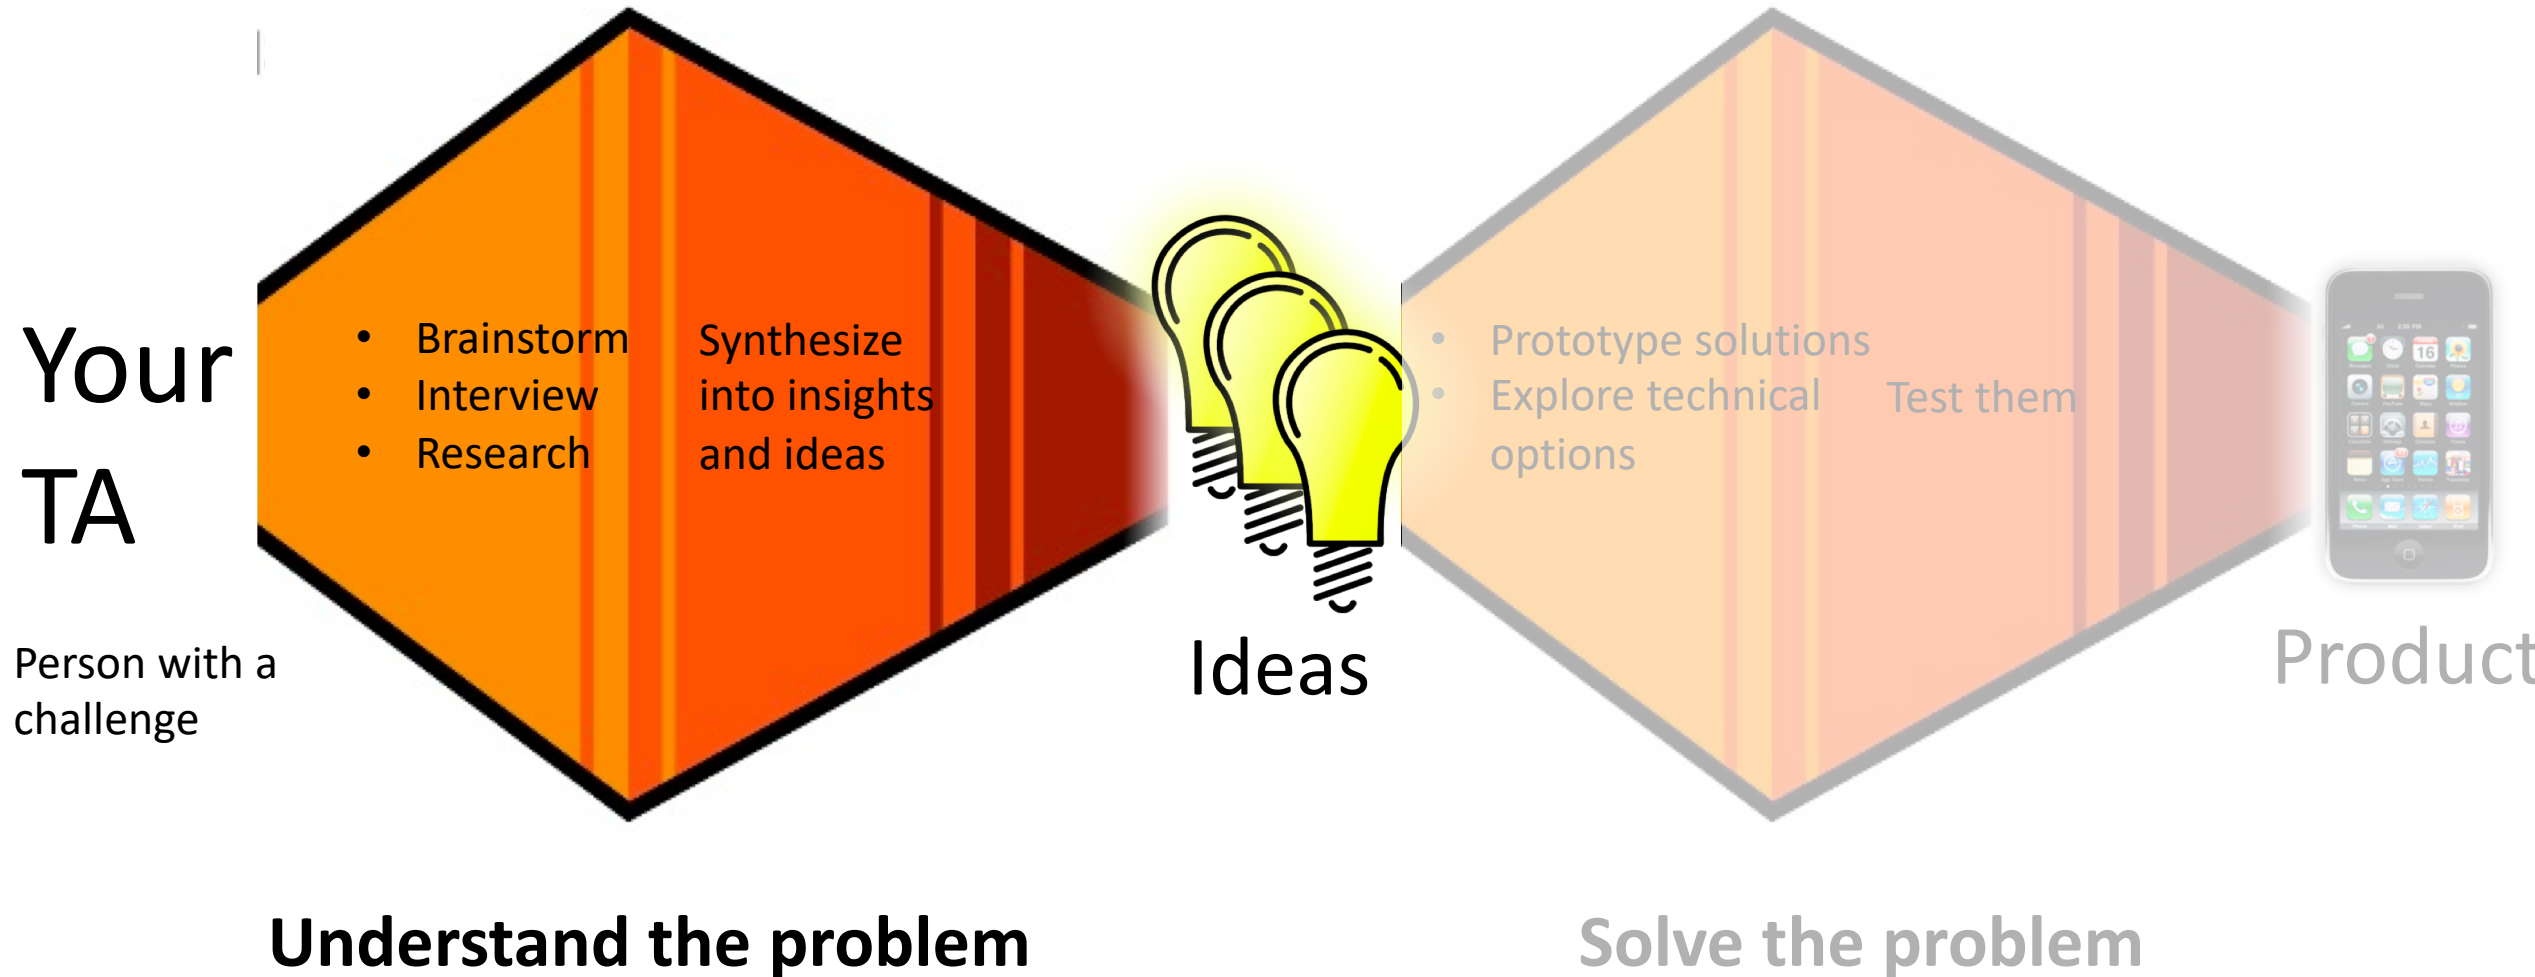 Your
TA
Person with a
challenge
• Brainstorm
• Interview
• Research
Synthesize
into insights
and ideas
Ideas
• Prototype solutions
• Explore technical
options
Test them
16
Product
Understand the problem
Solve the problem